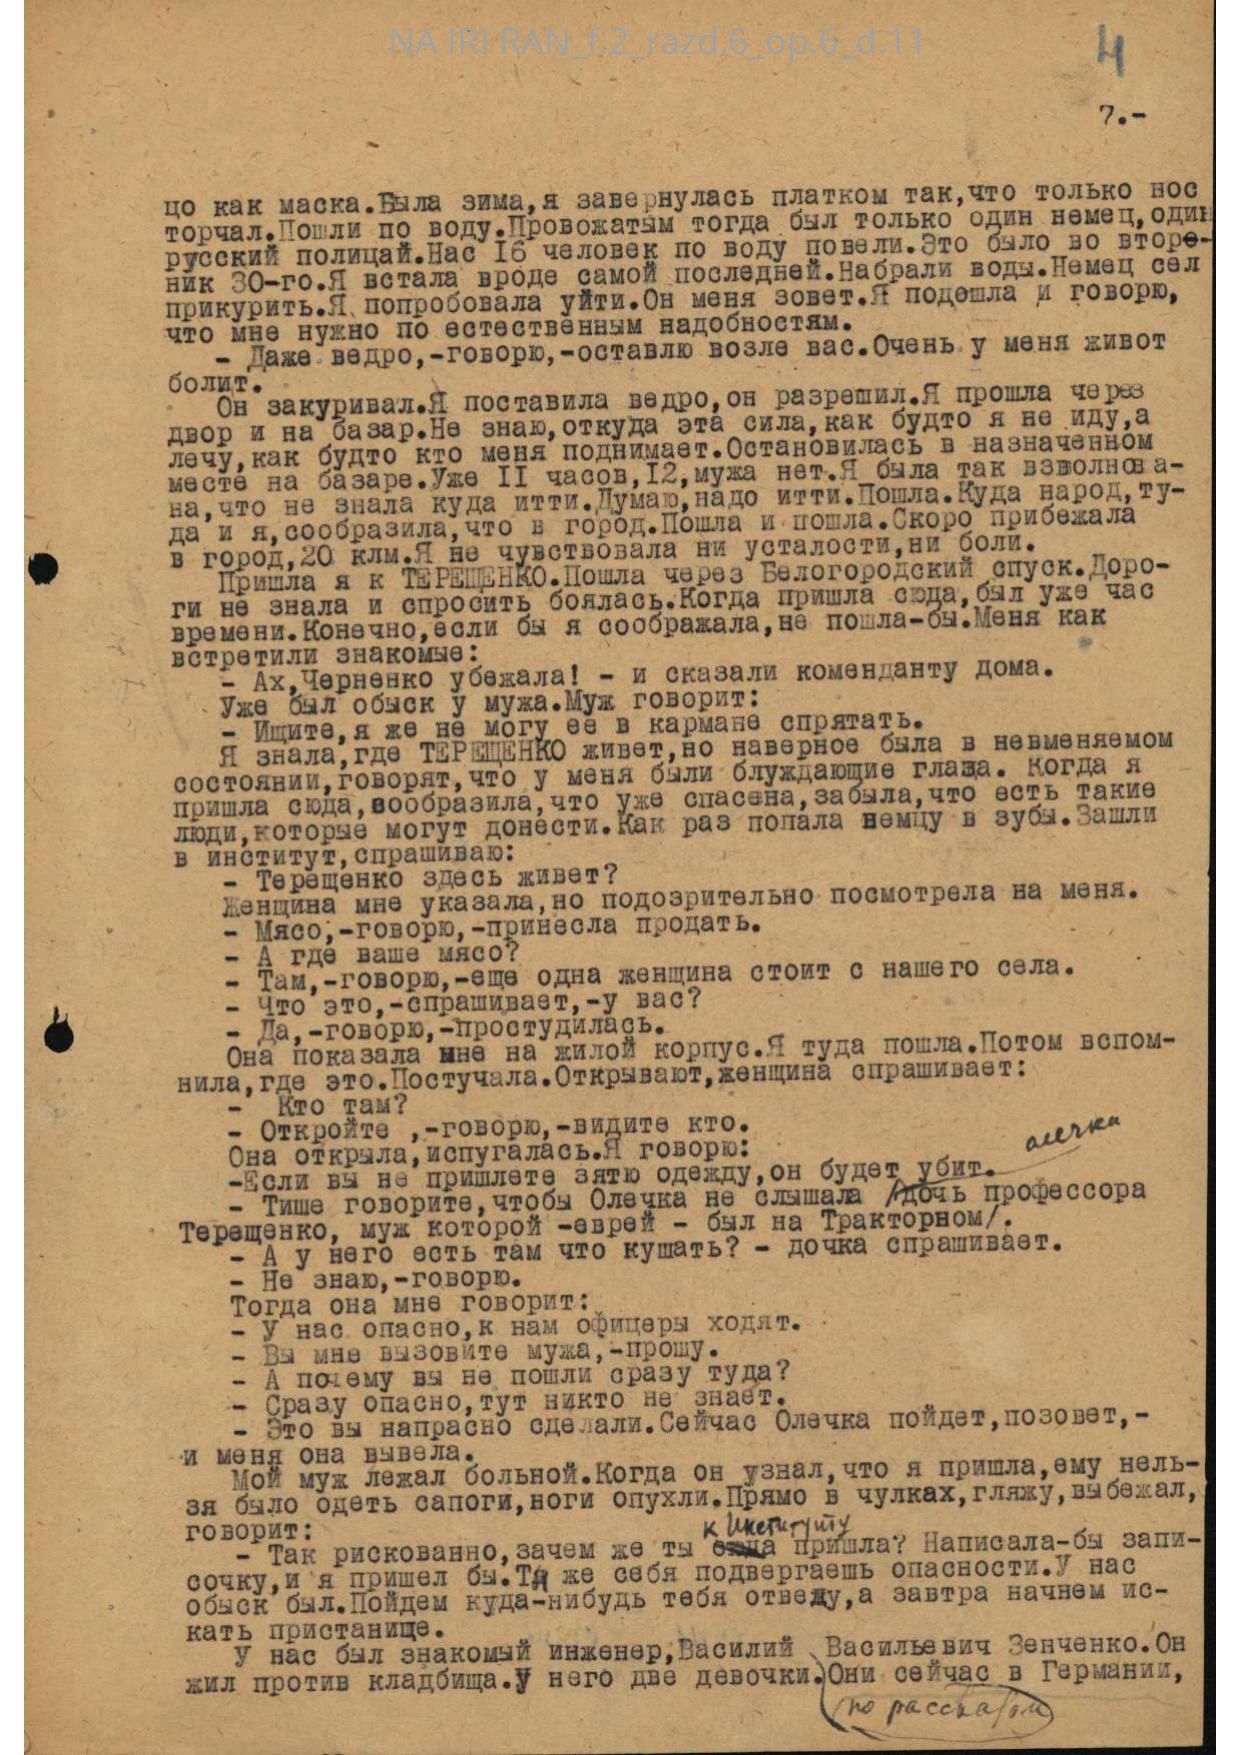 NA IRI RAN_f.2_razd.6_op.6_d.11
4
7.-
цо как маска.Была зима,я завернулась платком так,что только нос
торчал.Пошли по воду.Провожатым тогда был только один немец,один
русский полицай.Нас 16 человек по воду повели.Это было во вторе-
ник 30-го.Я встала вроде самой последней.Набрали воды.Немец сел
прикурить.Я попробовала уйти.Он меня зовет.Я подошла и говорю,
что мне нужно по естественным надобностям.
- Даже ведро,-говорю,-оставлю возле вас.Очень у меня живот
болит.
Он закуривал.Я поставила ведро,он разрешил.Я прошла через
двор и на базар.Не знаю,откуда эта сила,как будто я не иду,а
лечу,как будто кто меня поднимает.Остановилась в назначенном
месте на базаре.Уже II часов,I2,мужа нет.Я была так взволнова-
на,что не знала куда итти.Думаю,надо итти.Пошла.Куда народ,ту-
да и я,сообразила,что в город.Пошла и пошла.Скоро прибежала
в город,20 клм.Я не чувствовала ни усталости,ни боли.
Пришла я к ТЕРЕЩЕНКО.Пошла через Белогородский спуск.Доро-
ги не знала и спросить боялась.Когда пришла сюда,был уже час
времени.Конечно,если бы я соображала,не пошла-бы.Меня как
встретили знакомые:
- Ах,Черненко убежала! - и сказали коменданту дома.
Уже был обыск у мужа.Муж говорит:
- Ищите,я же не могу ее в кармане спрятать.
Я знала,где ТЕРЕЩЕНКО живет,но наверное была в невменяемом
состоянии,говорят,что у меня были блуждающие глаза. Когда я
пришла сюда,вообразила,что уже спасена,забыла,что есть такие
люди,которые могут донести.Как раз попала немцу в зубы.Зашли
в институт,спрашиваю:
- Терещенко здесь живет?
Женщина мне указала,но подозрительно посмотрела на меня.
- Мясо,-говорю,-принесла продать.
- А где ваше мясо?
- Там,-говорю,-еще одна женщина стоит с нашего села.
- Что это,-спрашивает,-у вас?
- Да,-говорю,-простудилась.
Она показала мне на жилой корпус.Я туда пошла.Потом вспом-
нила,где это.Постучала.Открывают,женщина спрашивает:
- Кто там?
- Откройте ,-говорю,-видите кто.
Она открыла,испугалась.Я говорю:
олечка
-Если вы не пришлете зятю одежду,он будет убит.
- Тише говорите,чтобы Олечка не слышала /дочь профессора
Терещенко, муж которой -еврей - был на Тракторном/.
- А у него есть там что кушать? - дочка спрашивает.
- Не знаю,-говорю.
Тогда она мне говорит:
- У нас опасно,к нам офицеры ходят.
- Вы мне вызовите мужа,-прошу.
- А почему вы не пошли сразу туда?
- Сразу опасно,тут никто не знает.
- Это вы напрасно сделали.Сейчас Олечка пойдет,позовет,-
и меня она вывела.
Мой муж лежал больной.Когда он узнал,что я пришла,ему нель-
зя было одеть сапоги,ноги опухли.Прямо в чулках,гляжу,выбежал,
говорит:
к Институту
- Так рискованно,зачем же ты сюда пришла? Написала-бы запи-
сочку,и я пришел бы.Ты же себя подвергаешь опасности.У нас
обыск был.Пойдем куда-нибудь тебя отведу,а завтра начнем ис-
кать пристанище.
У нас был знакомый инженер,Василий Васильевич Зенченко.Он
жил против кладбища.У него две девочки.Они сейчас в Германии,
по рассказам